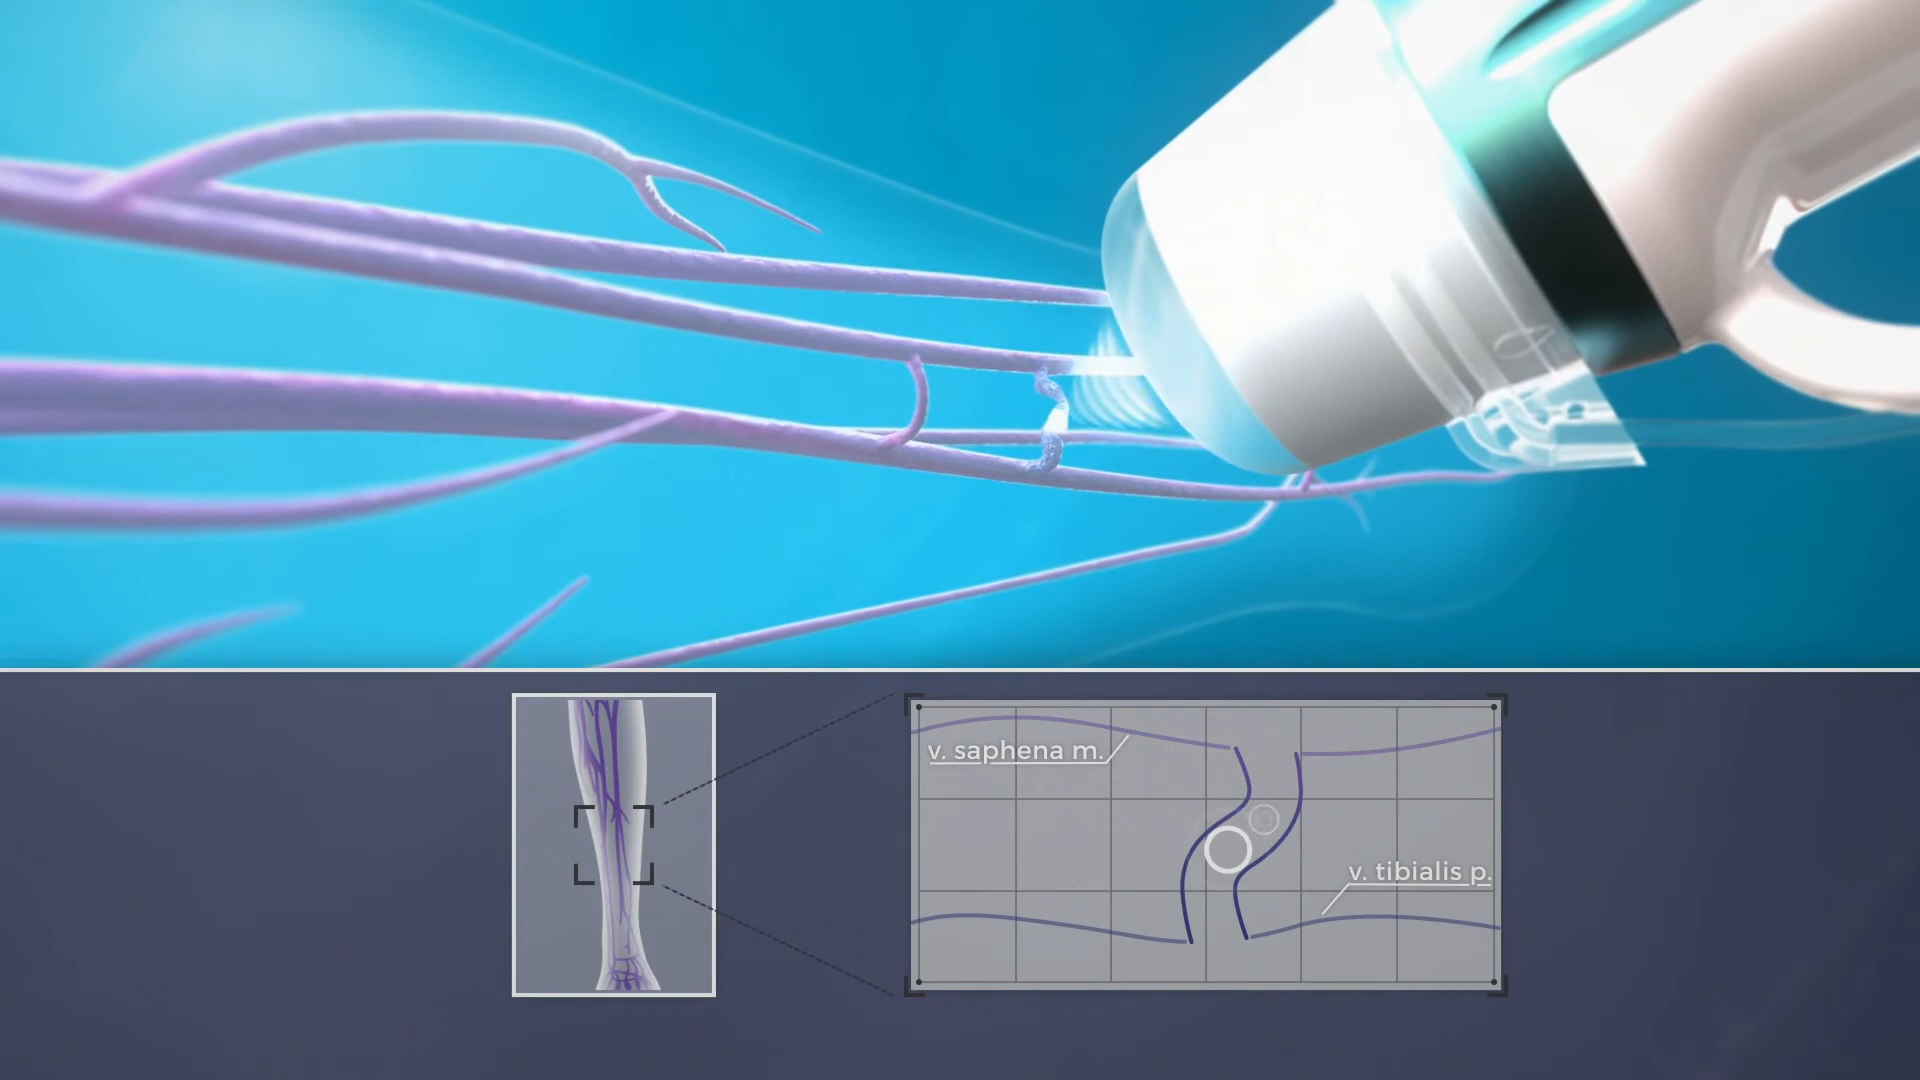 v. saphena m.
v. tibialis p.